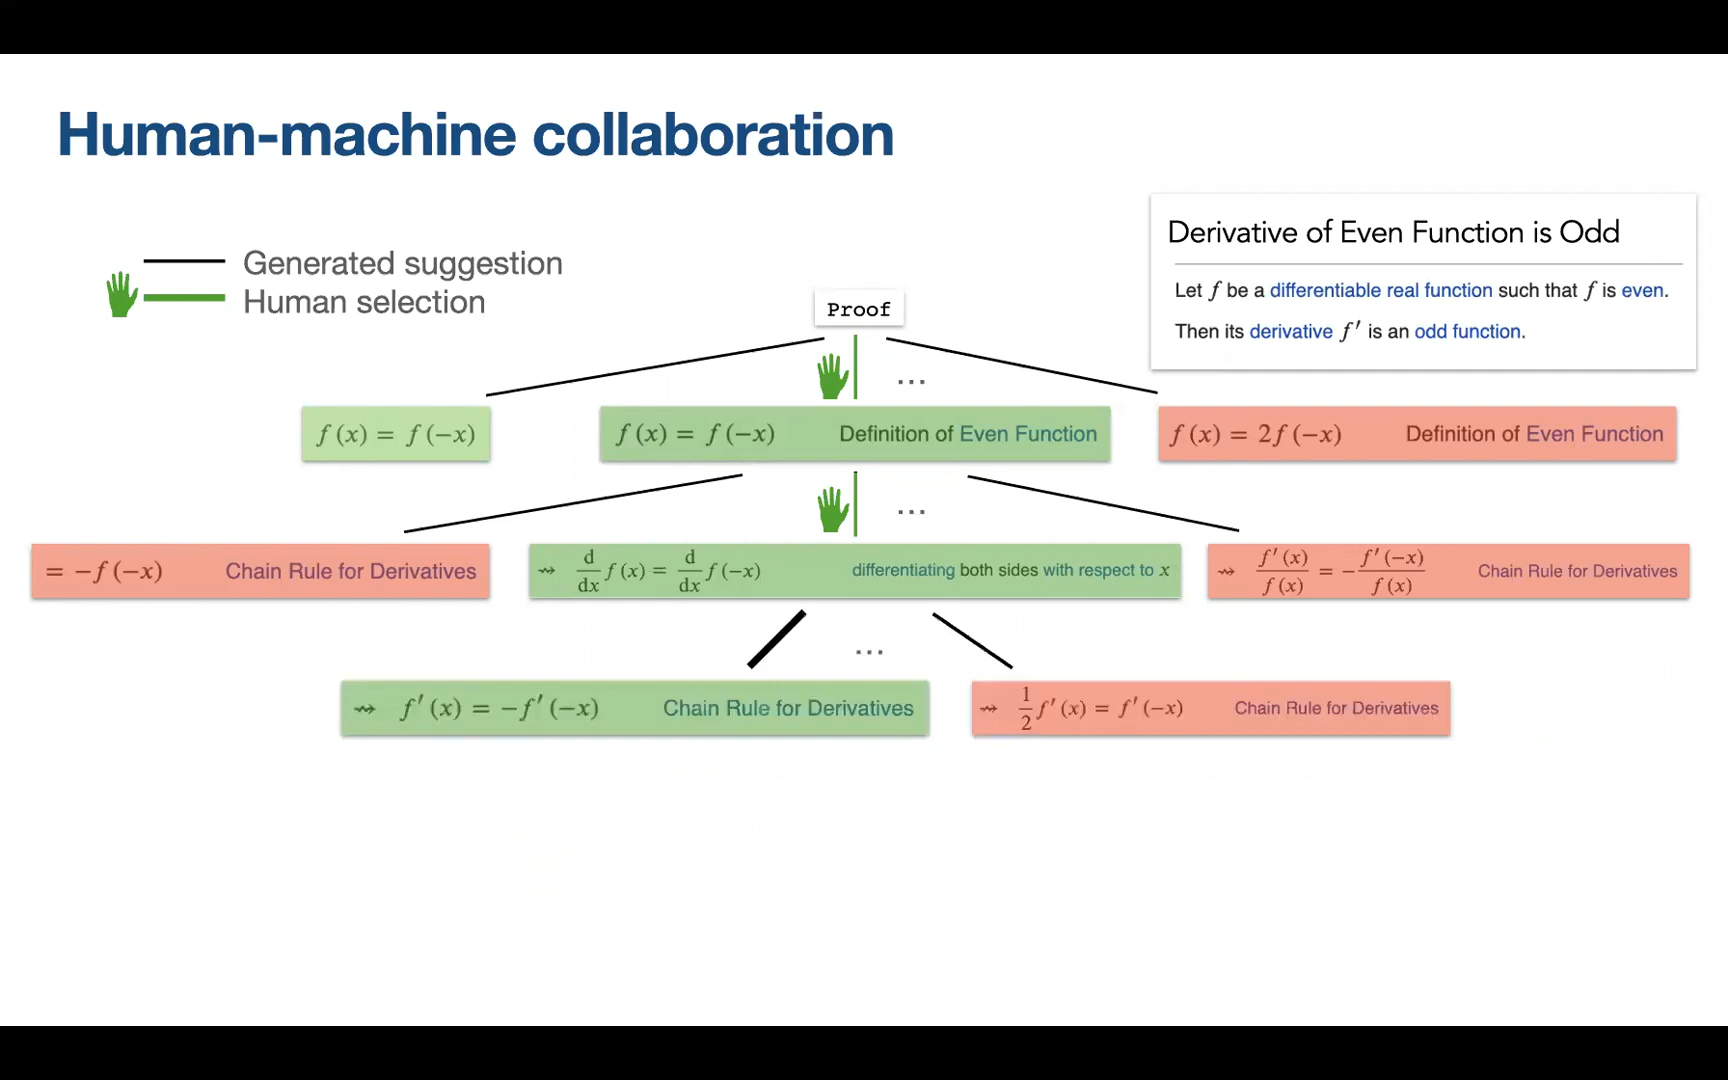 Human-machine collaboration
Generated suggestion
Human selection
Derivative of Even Function is Odd
Let f be a differentiable real function such that f is even.
Then its derivative f′ is an odd function.
Proof
...
f(x) = f(−x)
f(x) = f(−x) Definition of Even Function
f(x) = 2f(−x) Definition of Even Function
...
= −f(−x) Chain Rule for Derivatives
⇝ d/dx f(x) = d/dx f(−x) differentiating both sides with respect to x
⇝ f′(x)/f(x) = −f′(−x)/f(x) Chain Rule for Derivatives
...
⇝ f′(x) = −f′(−x) Chain Rule for Derivatives
⇝ 1/2 f′(x) = f′(−x) Chain Rule for Derivatives